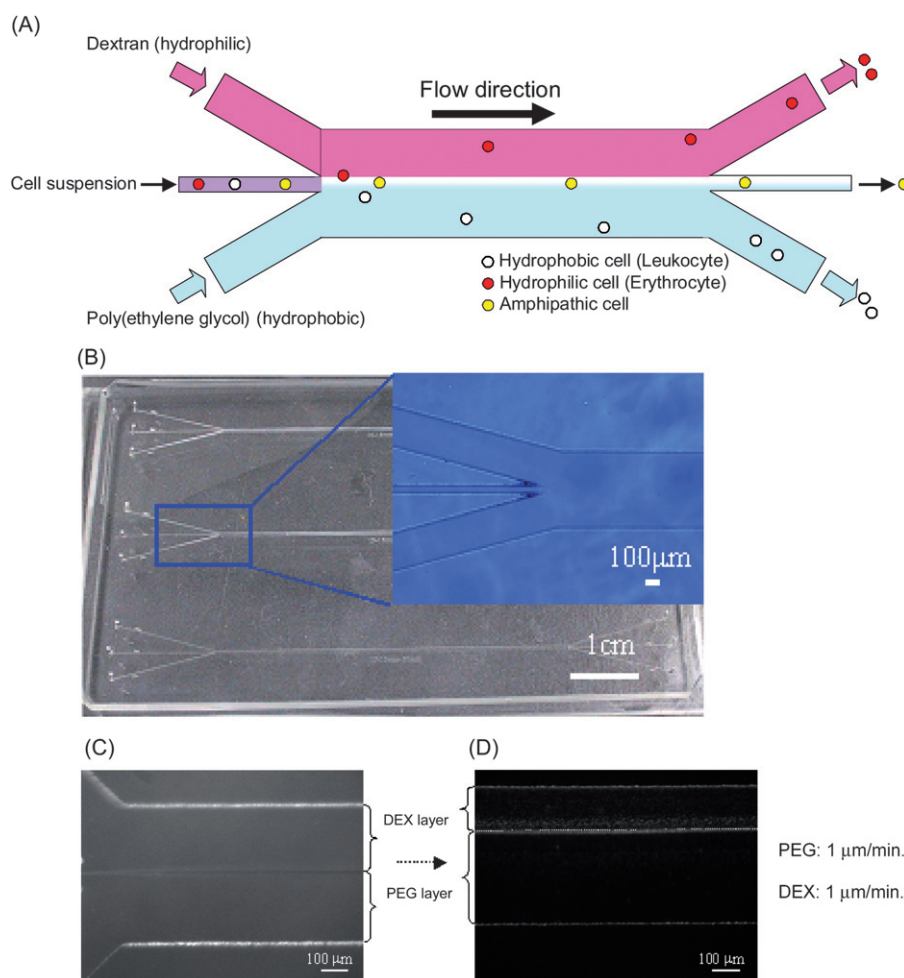 (A)
Dextran (hydrophilic)
Flow direction
Cell suspension
Hydrophobic cell (Leukocyte)
Hydrophilic cell (Erythrocyte)
Amphipathic cell
Poly(ethylene glycol) (hydrophobic)
(B)
100μm
1cm
(C)
(D)
DEX layer
PEG layer
PEG: 1 μm/min.
DEX: 1 μm/min.
100 μm
100 μm